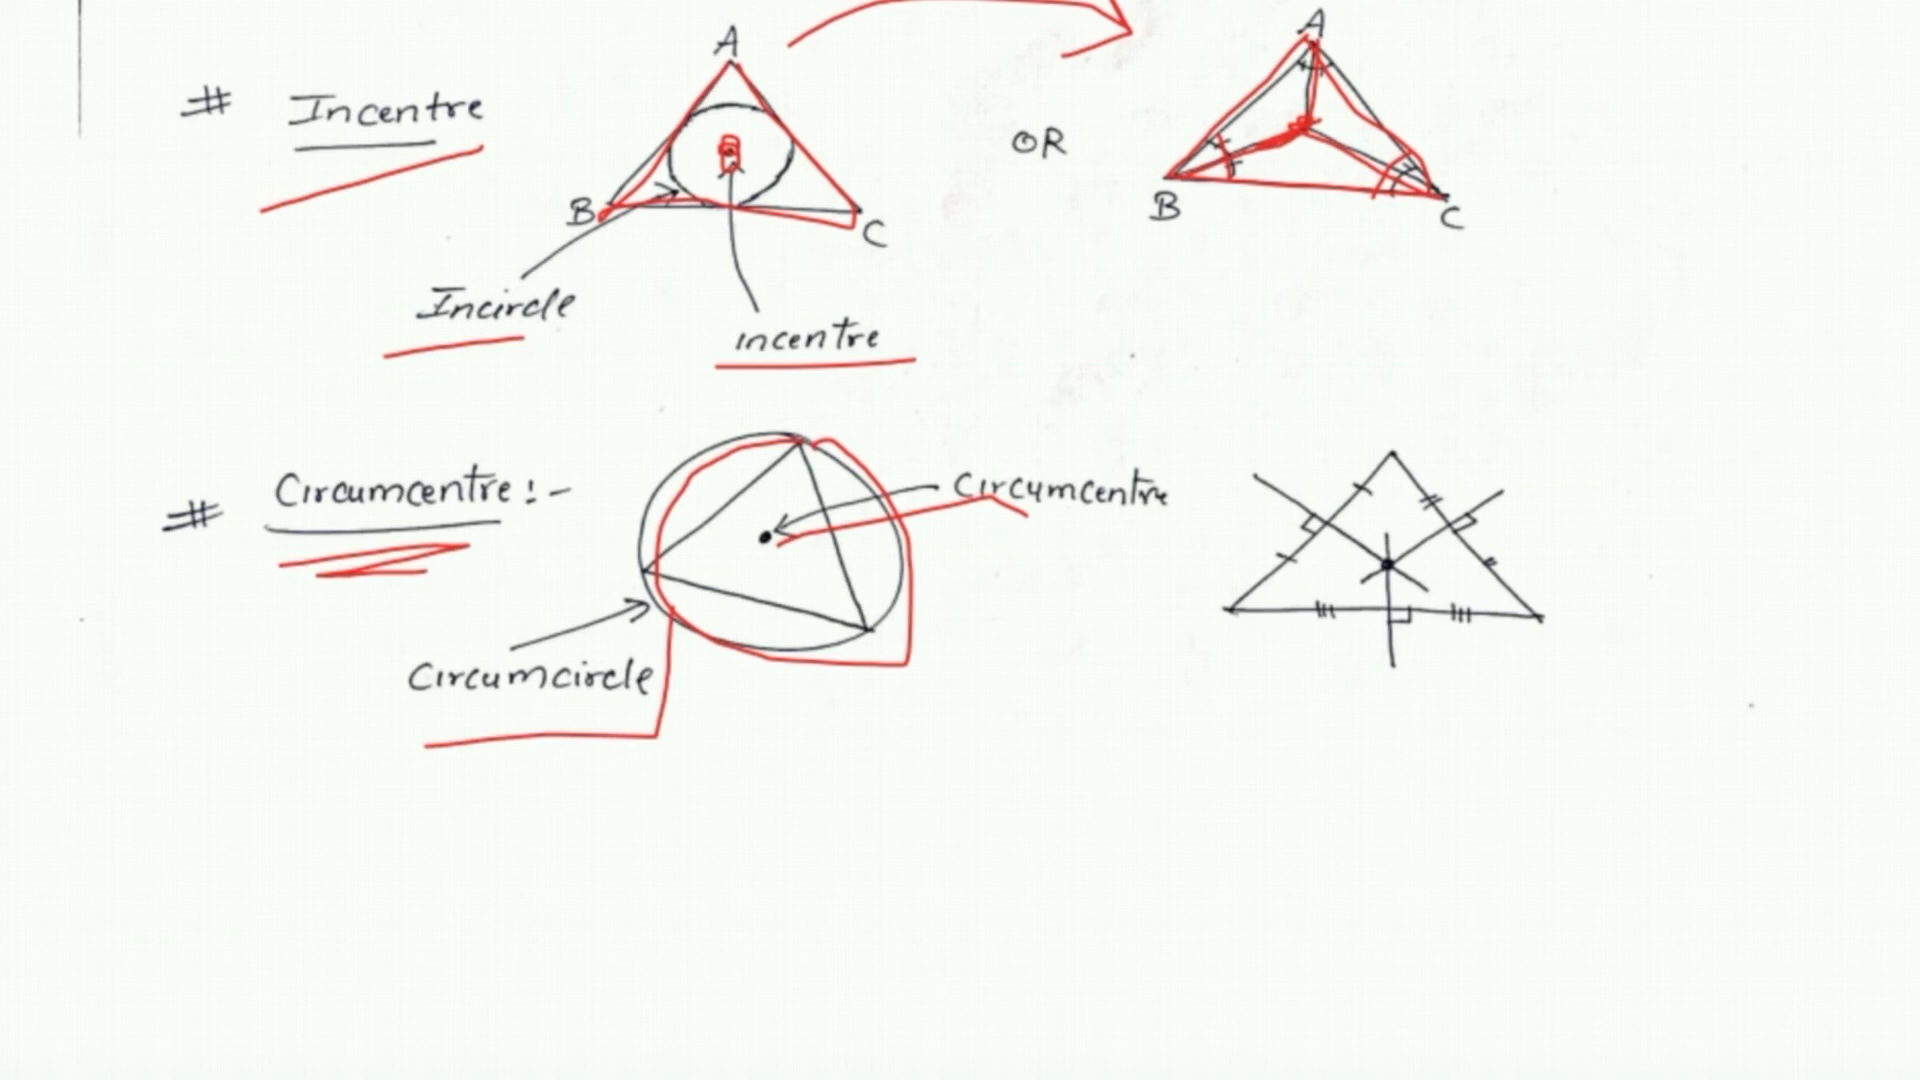 A
A
# Incentre
OR
B
C
B
C
Incircle
incentre
# Circumcentre :-
Circumcentre
Circumcircle